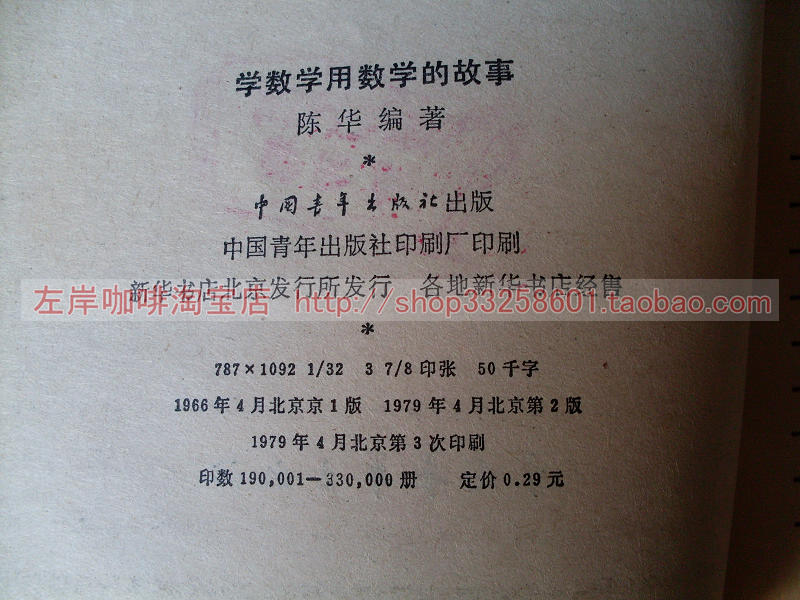 学数学用数学的故事
陈华编著
*
中国青年出版社出版
中国青年出版社印刷厂印刷
新华书店北京发行所发行 各地新华书店经售
左岸咖啡淘宝店 http://shop33258601.taobao.com
*
787×1092 1/32 3 7/8印张 50千字
1966年4月北京京1版 1979年4月北京第2版
1979年4月北京第3次印刷
印数190,001—330,000册 定价0.29元